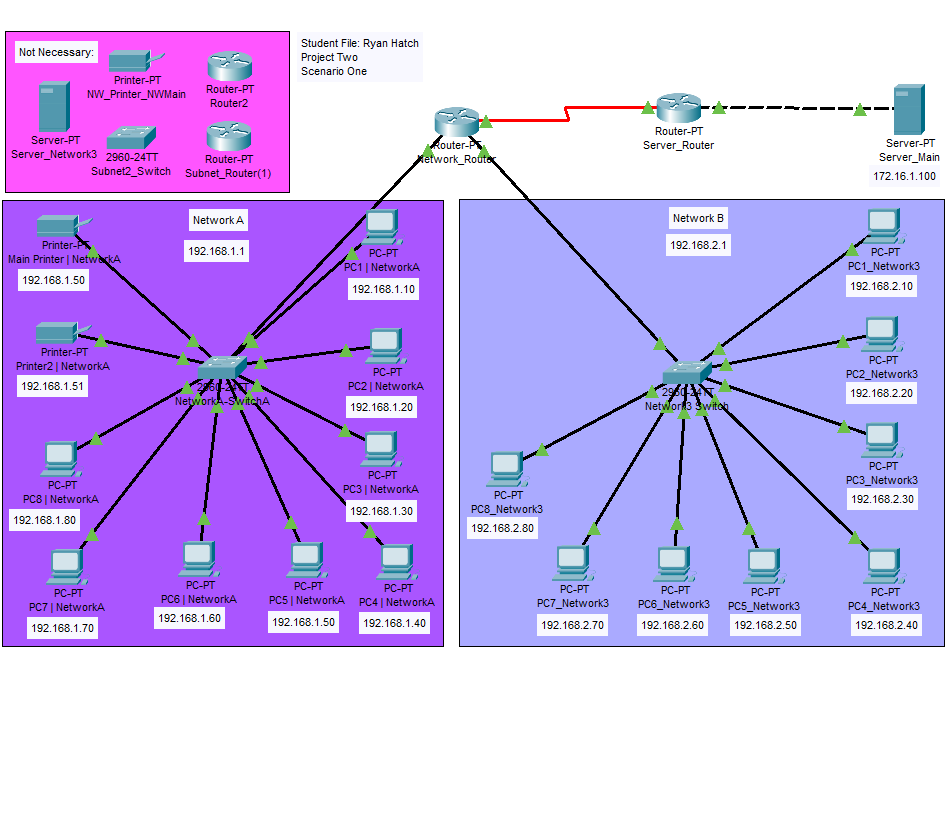 Not Necessary:
Printer-PT
NW_Printer_NWMain
Router-PT
Router2
Server-PT
Server_Network3
2960-24TT
Subnet2_Switch
Router-PT
Subnet_Router(1)
Student File: Ryan Hatch
Project Two
Scenario One
Router-PT
Network_Router
Router-PT
Server_Router
Server-PT
Server_Main
172.16.1.100
Network A
192.168.1.1
Printer-PT
Main Printer | NetworkA
192.168.1.50
PC-PT
PC1 | NetworkA
192.168.1.10
Printer-PT
Printer2 | NetworkA
192.168.1.51
2960-24TT
NetworkA-SwitchA
PC-PT
PC2 | NetworkA
192.168.1.20
PC-PT
PC3 | NetworkA
192.168.1.30
PC-PT
PC8 | NetworkA
192.168.1.80
PC-PT
PC7 | NetworkA
192.168.1.70
PC-PT
PC6 | NetworkA
192.168.1.60
PC-PT
PC5 | NetworkA
192.168.1.50
PC-PT
PC4 | NetworkA
192.168.1.40
Network B
192.168.2.1
PC-PT
PC1_Network3
192.168.2.10
PC-PT
PC2_Network3
192.168.2.20
2960-24TT
Network3 Switch
PC-PT
PC3_Network3
192.168.2.30
PC-PT
PC8_Network3
192.168.2.80
PC-PT
PC7_Network3
192.168.2.70
PC-PT
PC6_Network3
192.168.2.60
PC-PT
PC5_Network3
192.168.2.50
PC-PT
PC4_Network3
192.168.2.40